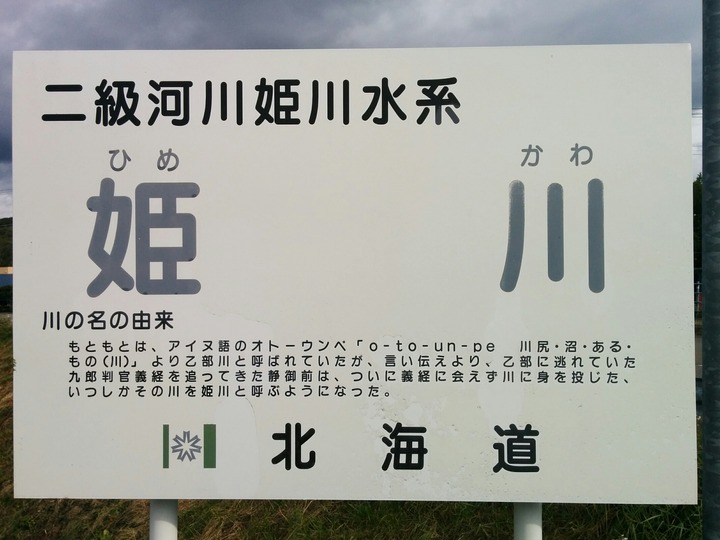 二級河川姫川水系
ひめ かわ
姫 川
川の名の由来
もともとは、アイヌ語のオトーウンペ「o-to-un-pe 川尻・沼・ある・
もの(川)」より乙部川と呼ばれていたが、言い伝えより、乙部に逃れていた
九郎判官義経を追ってきた静御前は、ついに義経に会えず川に身を投じた、
いつしかその川を姫川と呼ぶようになった。
北海道